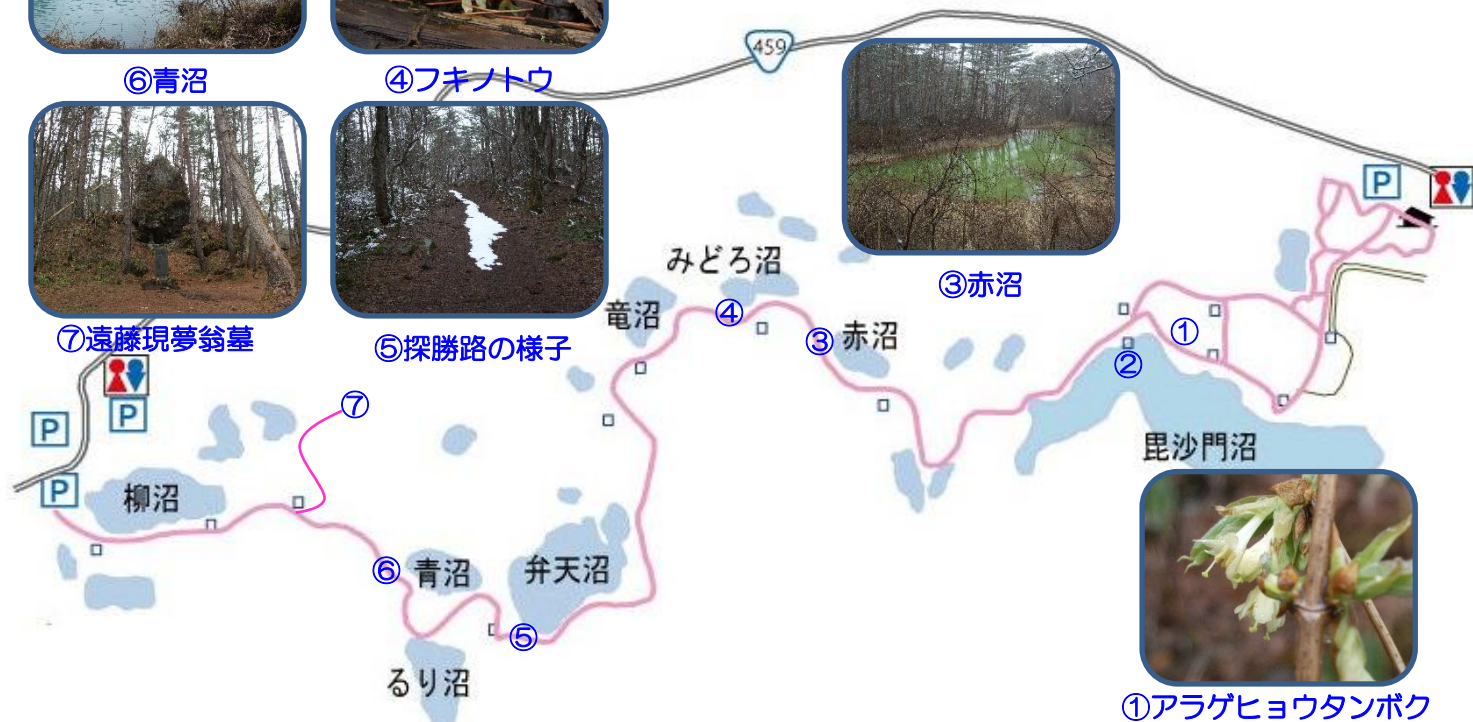 459
⑥青沼
④フキノトウ
P
③赤沼
みどろ沼
竜沼
④
③
赤沼
①
②
⑦遠藤現夢翁墓
⑤探勝路の様子
P
P
⑦
毘沙門沼
P
柳沼
⑥
青沼
弁天沼
⑤
るり沼
①アラゲヒョウタンボク